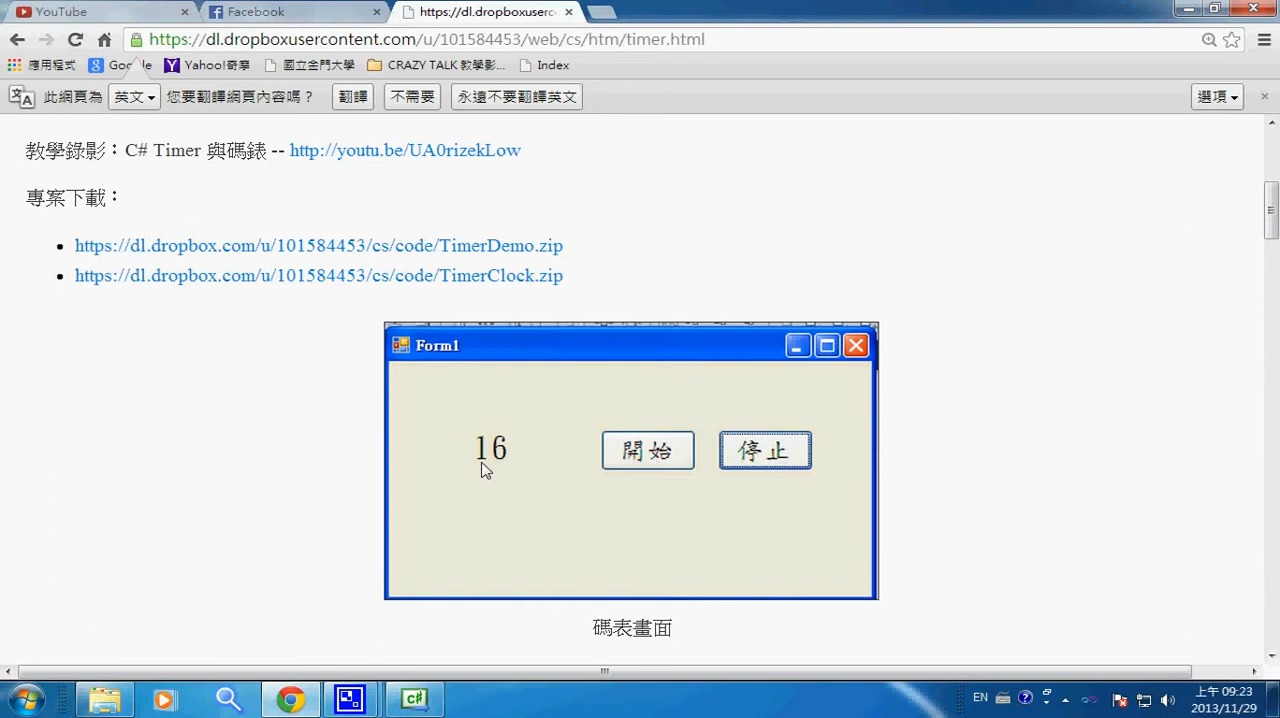 YouTube
Facebook
https://dl.dropboxuserc
https://dl.dropboxusercontent.com/u/101584453/web/cs/htm/timer.html
應用程式
Yahoo!奇摩
國立金門大學
CRAZY TALK 教學影...
Index
此網頁為 英文 您要翻譯網頁內容嗎？ 翻譯 不需要 永遠不要翻譯英文 選項
教學錄影：C# Timer 與碼錶 -- http://youtu.be/UA0rizekLow
專案下載：
https://dl.dropbox.com/u/101584453/cs/code/TimerDemo.zip
https://dl.dropbox.com/u/101584453/cs/code/TimerClock.zip
Form1
16 開始 停止
碼表畫面
C#
EN
上午 09:23
2013/11/29